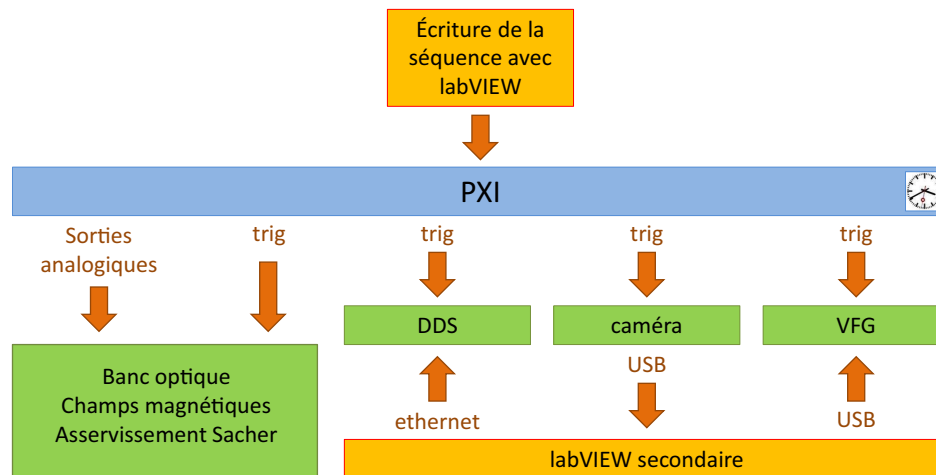 Écriture de la
séquence avec
labVIEW
PXI
Sorties
analogiques
trig
trig
trig
trig
DDS
caméra
VFG
Banc optique
Champs magnétiques
Asservissement Sacher
ethernet
USB
USB
labVIEW secondaire